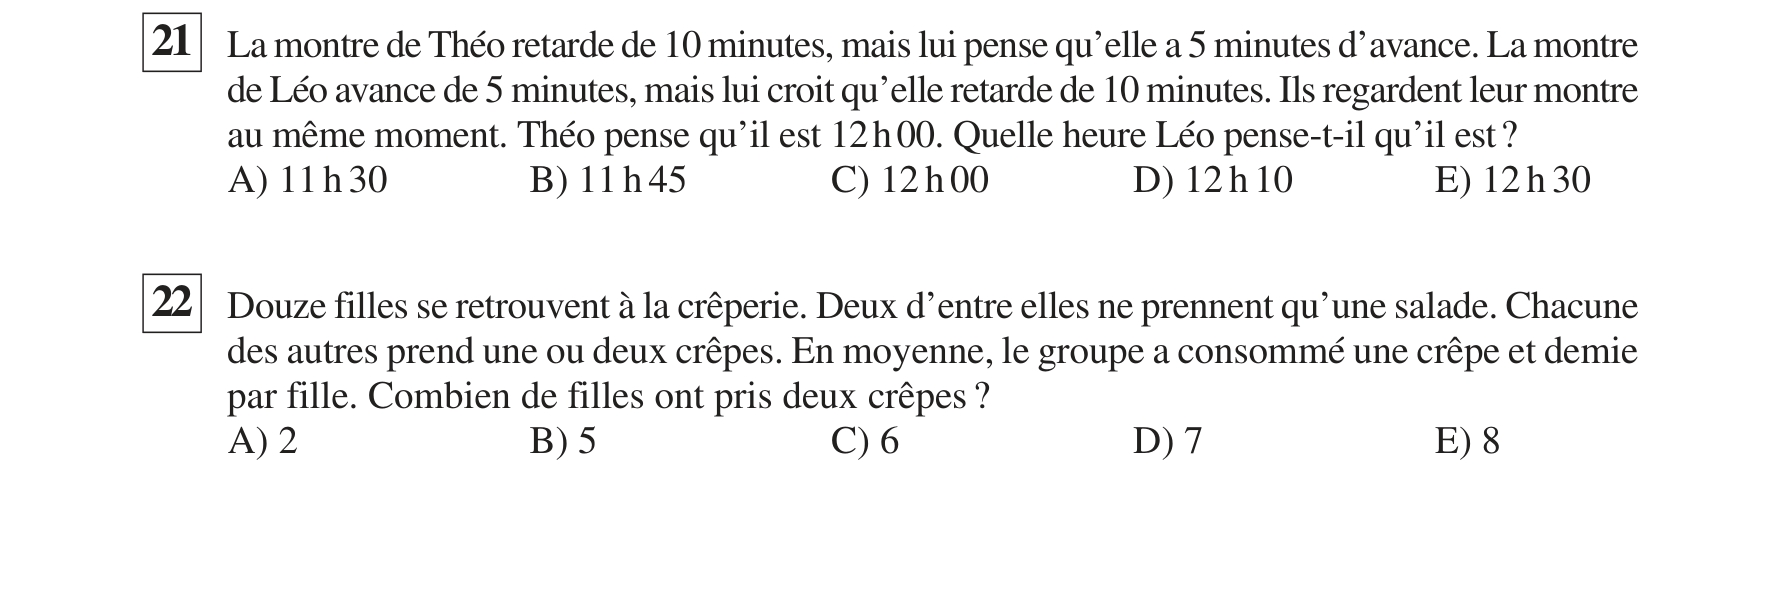 21 La montre de Théo retarde de 10 minutes, mais lui pense qu’elle a 5 minutes d’avance. La montre
de Léo avance de 5 minutes, mais lui croit qu’elle retarde de 10 minutes. Ils regardent leur montre
au même moment. Théo pense qu’il est 12 h 00. Quelle heure Léo pense-t-il qu’il est ?
A) 11 h 30 B) 11 h 45 C) 12 h 00 D) 12 h 10 E) 12 h 30
22 Douze filles se retrouvent à la crêperie. Deux d’entre elles ne prennent qu’une salade. Chacune
des autres prend une ou deux crêpes. En moyenne, le groupe a consommé une crêpe et demie
par fille. Combien de filles ont pris deux crêpes ?
A) 2 B) 5 C) 6 D) 7 E) 8